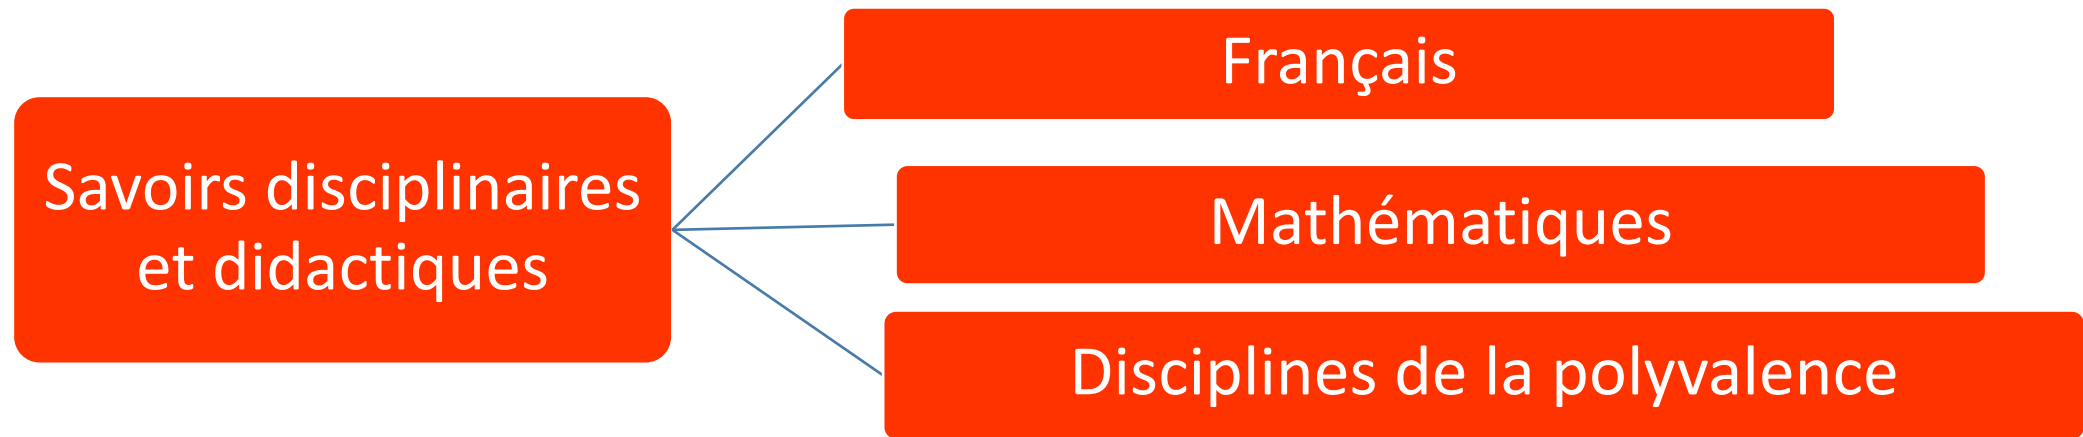 Savoirs disciplinaires
et didactiques
Français
Mathématiques
Disciplines de la polyvalence